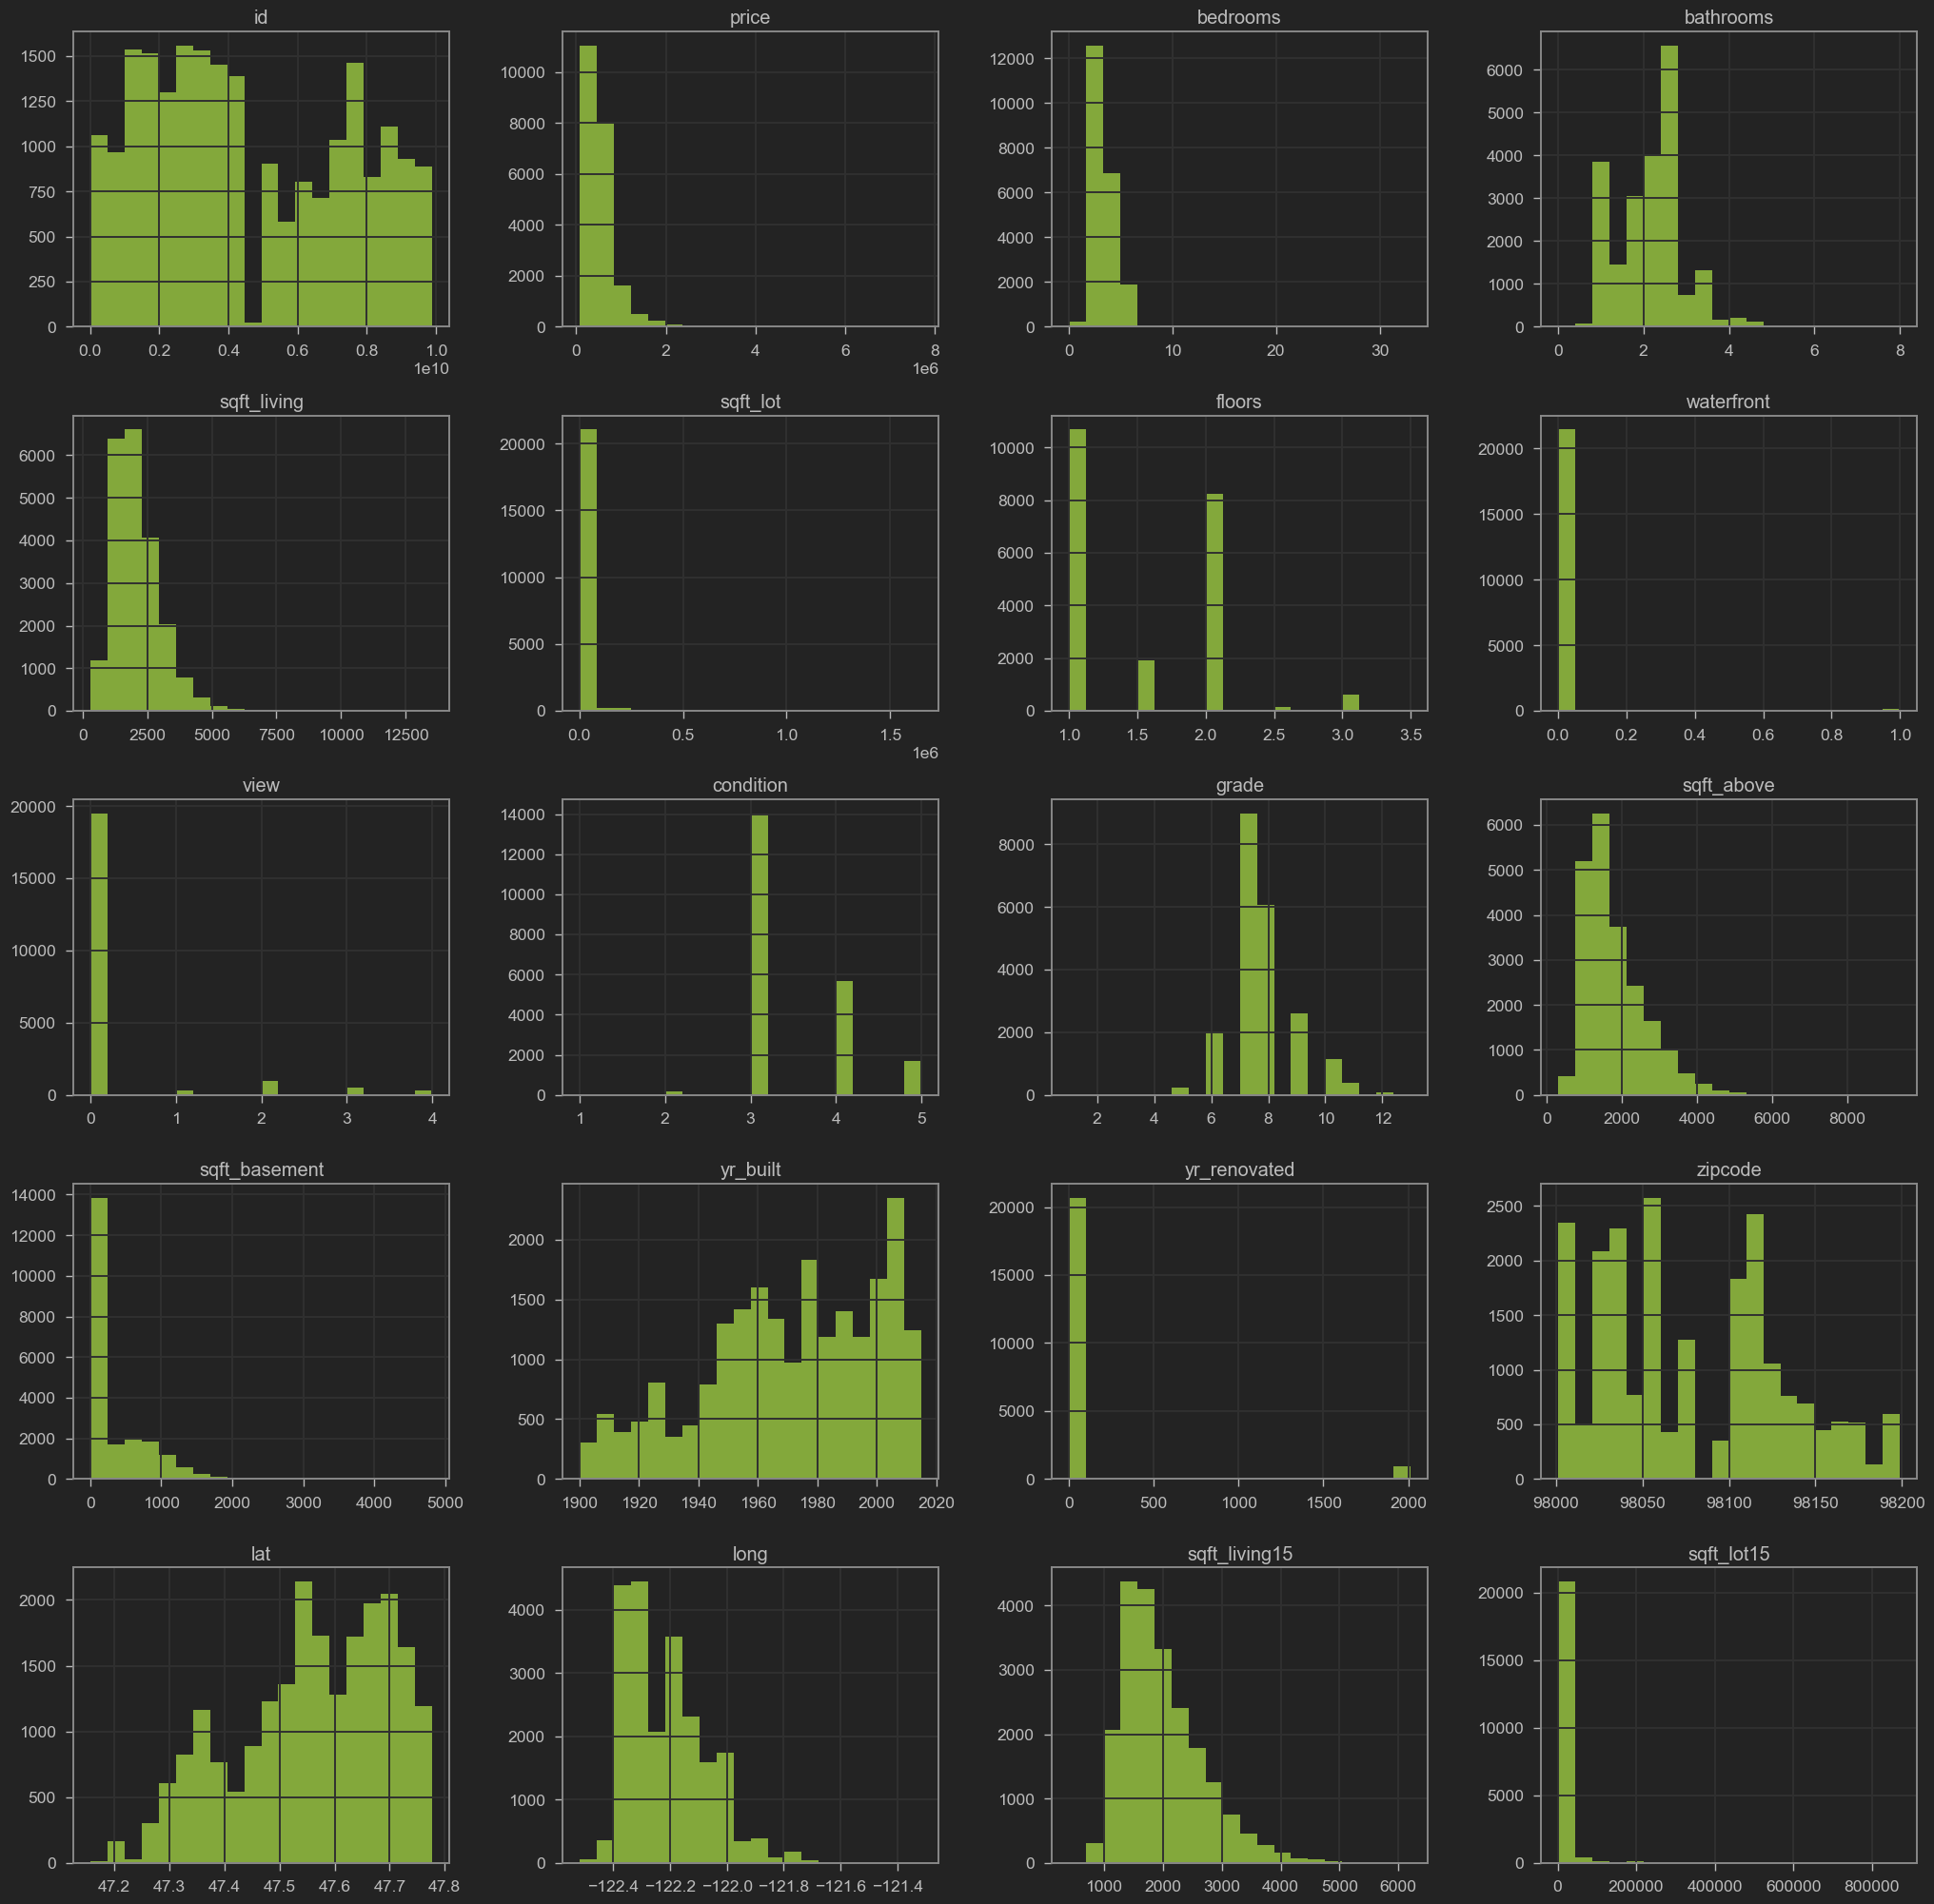 id
1500
1250
1000
750
500
250
0
0.0 0.2 0.4 0.6 0.8 1.0
1e10
price
10000
8000
6000
4000
2000
0
0 2 4 6 8
1e6
bedrooms
12000
10000
8000
6000
4000
2000
0
0 10 20 30
bathrooms
6000
5000
4000
3000
2000
1000
0
0 2 4 6 8
sqft_living
6000
5000
4000
3000
2000
1000
0
0 2500 5000 7500 10000 12500
sqft_lot
20000
15000
10000
5000
0
0.0 0.5 1.0 1.5
1e6
floors
10000
8000
6000
4000
2000
0
1.0 1.5 2.0 2.5 3.0 3.5
waterfront
20000
15000
10000
5000
0
0.0 0.2 0.4 0.6 0.8 1.0
view
20000
15000
10000
5000
0
0 1 2 3 4
condition
14000
12000
10000
8000
6000
4000
2000
0
1 2 3 4 5
grade
8000
6000
4000
2000
0
2 4 6 8 10 12
sqft_above
6000
5000
4000
3000
2000
1000
0
0 2000 4000 6000 8000
sqft_basement
14000
12000
10000
8000
6000
4000
2000
0
0 1000 2000 3000 4000 5000
yr_built
2000
1500
1000
500
0
1900 1920 1940 1960 1980 2000 2020
yr_renovated
20000
15000
10000
5000
0
0 500 1000 1500 2000
zipcode
2500
2000
1500
1000
500
0
98000 98050 98100 98150 98200
lat
2000
1500
1000
500
0
47.2 47.3 47.4 47.5 47.6 47.7 47.8
long
4000
3000
2000
1000
0
−122.4 −122.2 −122.0 −121.8 −121.6 −121.4
sqft_living15
4000
3000
2000
1000
0
1000 2000 3000 4000 5000 6000
sqft_lot15
20000
15000
10000
5000
0
0 200000 400000 600000 800000